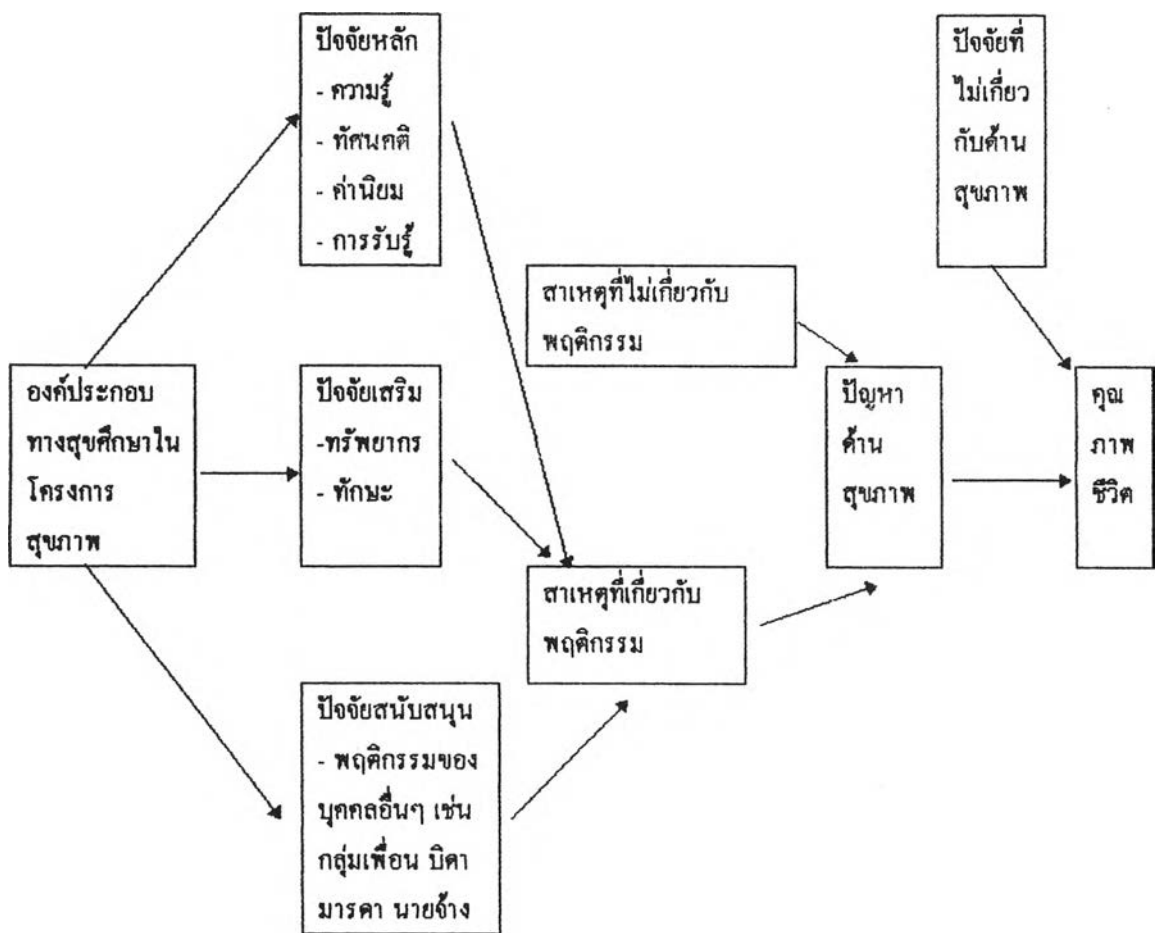 ปัจจัยหลัก
- ความรู้
- ทัศนคติ
- ค่านิยม
- การรับรู้
ปัจจัยที่
ไม่เกี่ยว
กับด้าน
สุขภาพ
สาเหตุที่ไม่เกี่ยวกับ
พฤติกรรม
องค์ประกอบ
ทางสุขศึกษาใน
โครงการ
สุขภาพ
ปัจจัยเสริม
-ทรัพยากร
- ทักษะ
ปัญหา
ด้าน
สุขภาพ
คุณ
ภาพ
ชีวิต
สาเหตุที่เกี่ยวกับ
พฤติกรรม
ปัจจัยสนับสนุน
- พฤติกรรมของ
บุคคลอื่นๆ เช่น
กลุ่มเพื่อน บิดา
มารดา นายจ้าง